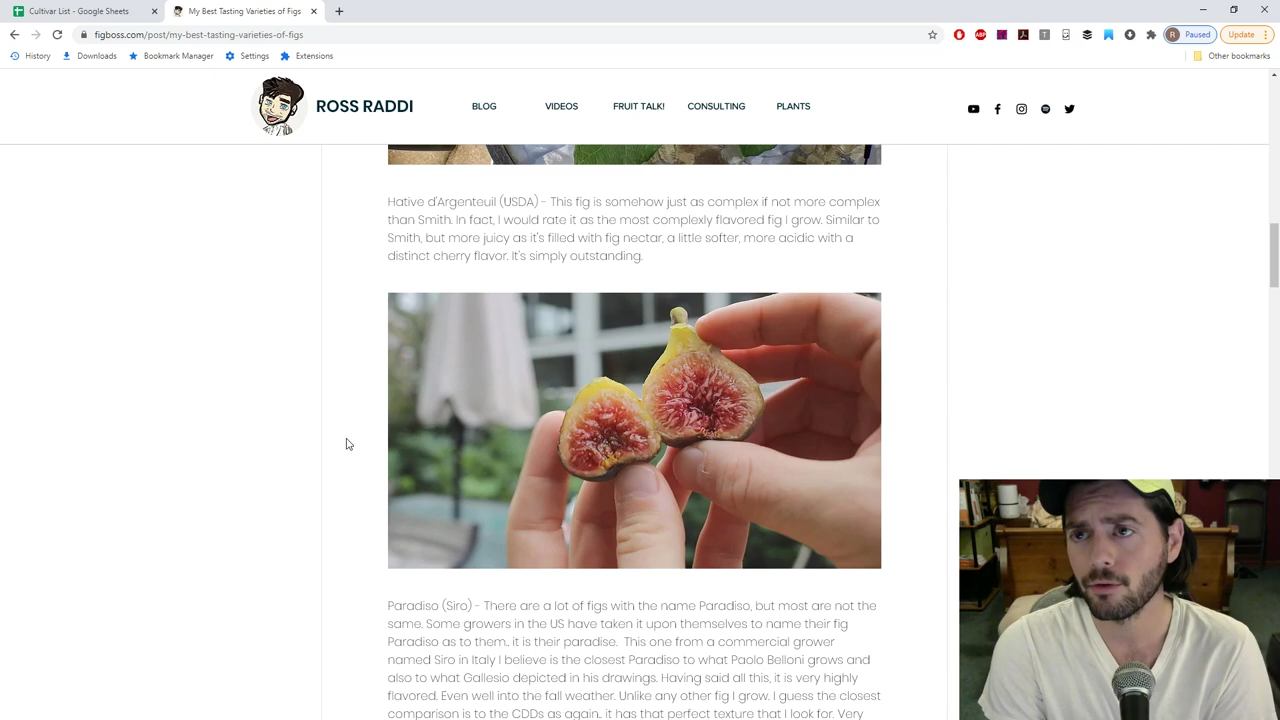 Cultivar List - Google Sheets
My Best Tasting Varieties of Figs
figboss.com/post/my-best-tasting-varieties-of-figs
R Paused
Update
History
Downloads
Bookmark Manager
Settings
Extensions
Other bookmarks
ROSS RADDI
BLOG
VIDEOS
FRUIT TALK!
CONSULTING
PLANTS
Hative d'Argenteuil (USDA) - This fig is somehow just as complex if not more complex
than Smith. In fact, I would rate it as the most complexly flavored fig I grow. Similar to
Smith, but more juicy as it's filled with fig nectar, a little softer, more acidic with a
distinct cherry flavor. It's simply outstanding.
Paradiso (Siro) - There are a lot of figs with the name Paradiso, but most are not the
same. Some growers in the US have taken it upon themselves to name their fig
Paradiso as to them.. it is their paradise. This one from a commercial grower
named Siro in Italy I believe is the closest Paradiso to what Paolo Belloni grows and
also to what Gallesio depicted in his drawings. Having said all this, it is very highly
flavored. Even well into the fall weather. Unlike any other fig I grow. I guess the closest
comparison is to the CDDs as again.. it has that perfect texture that I look for. Very